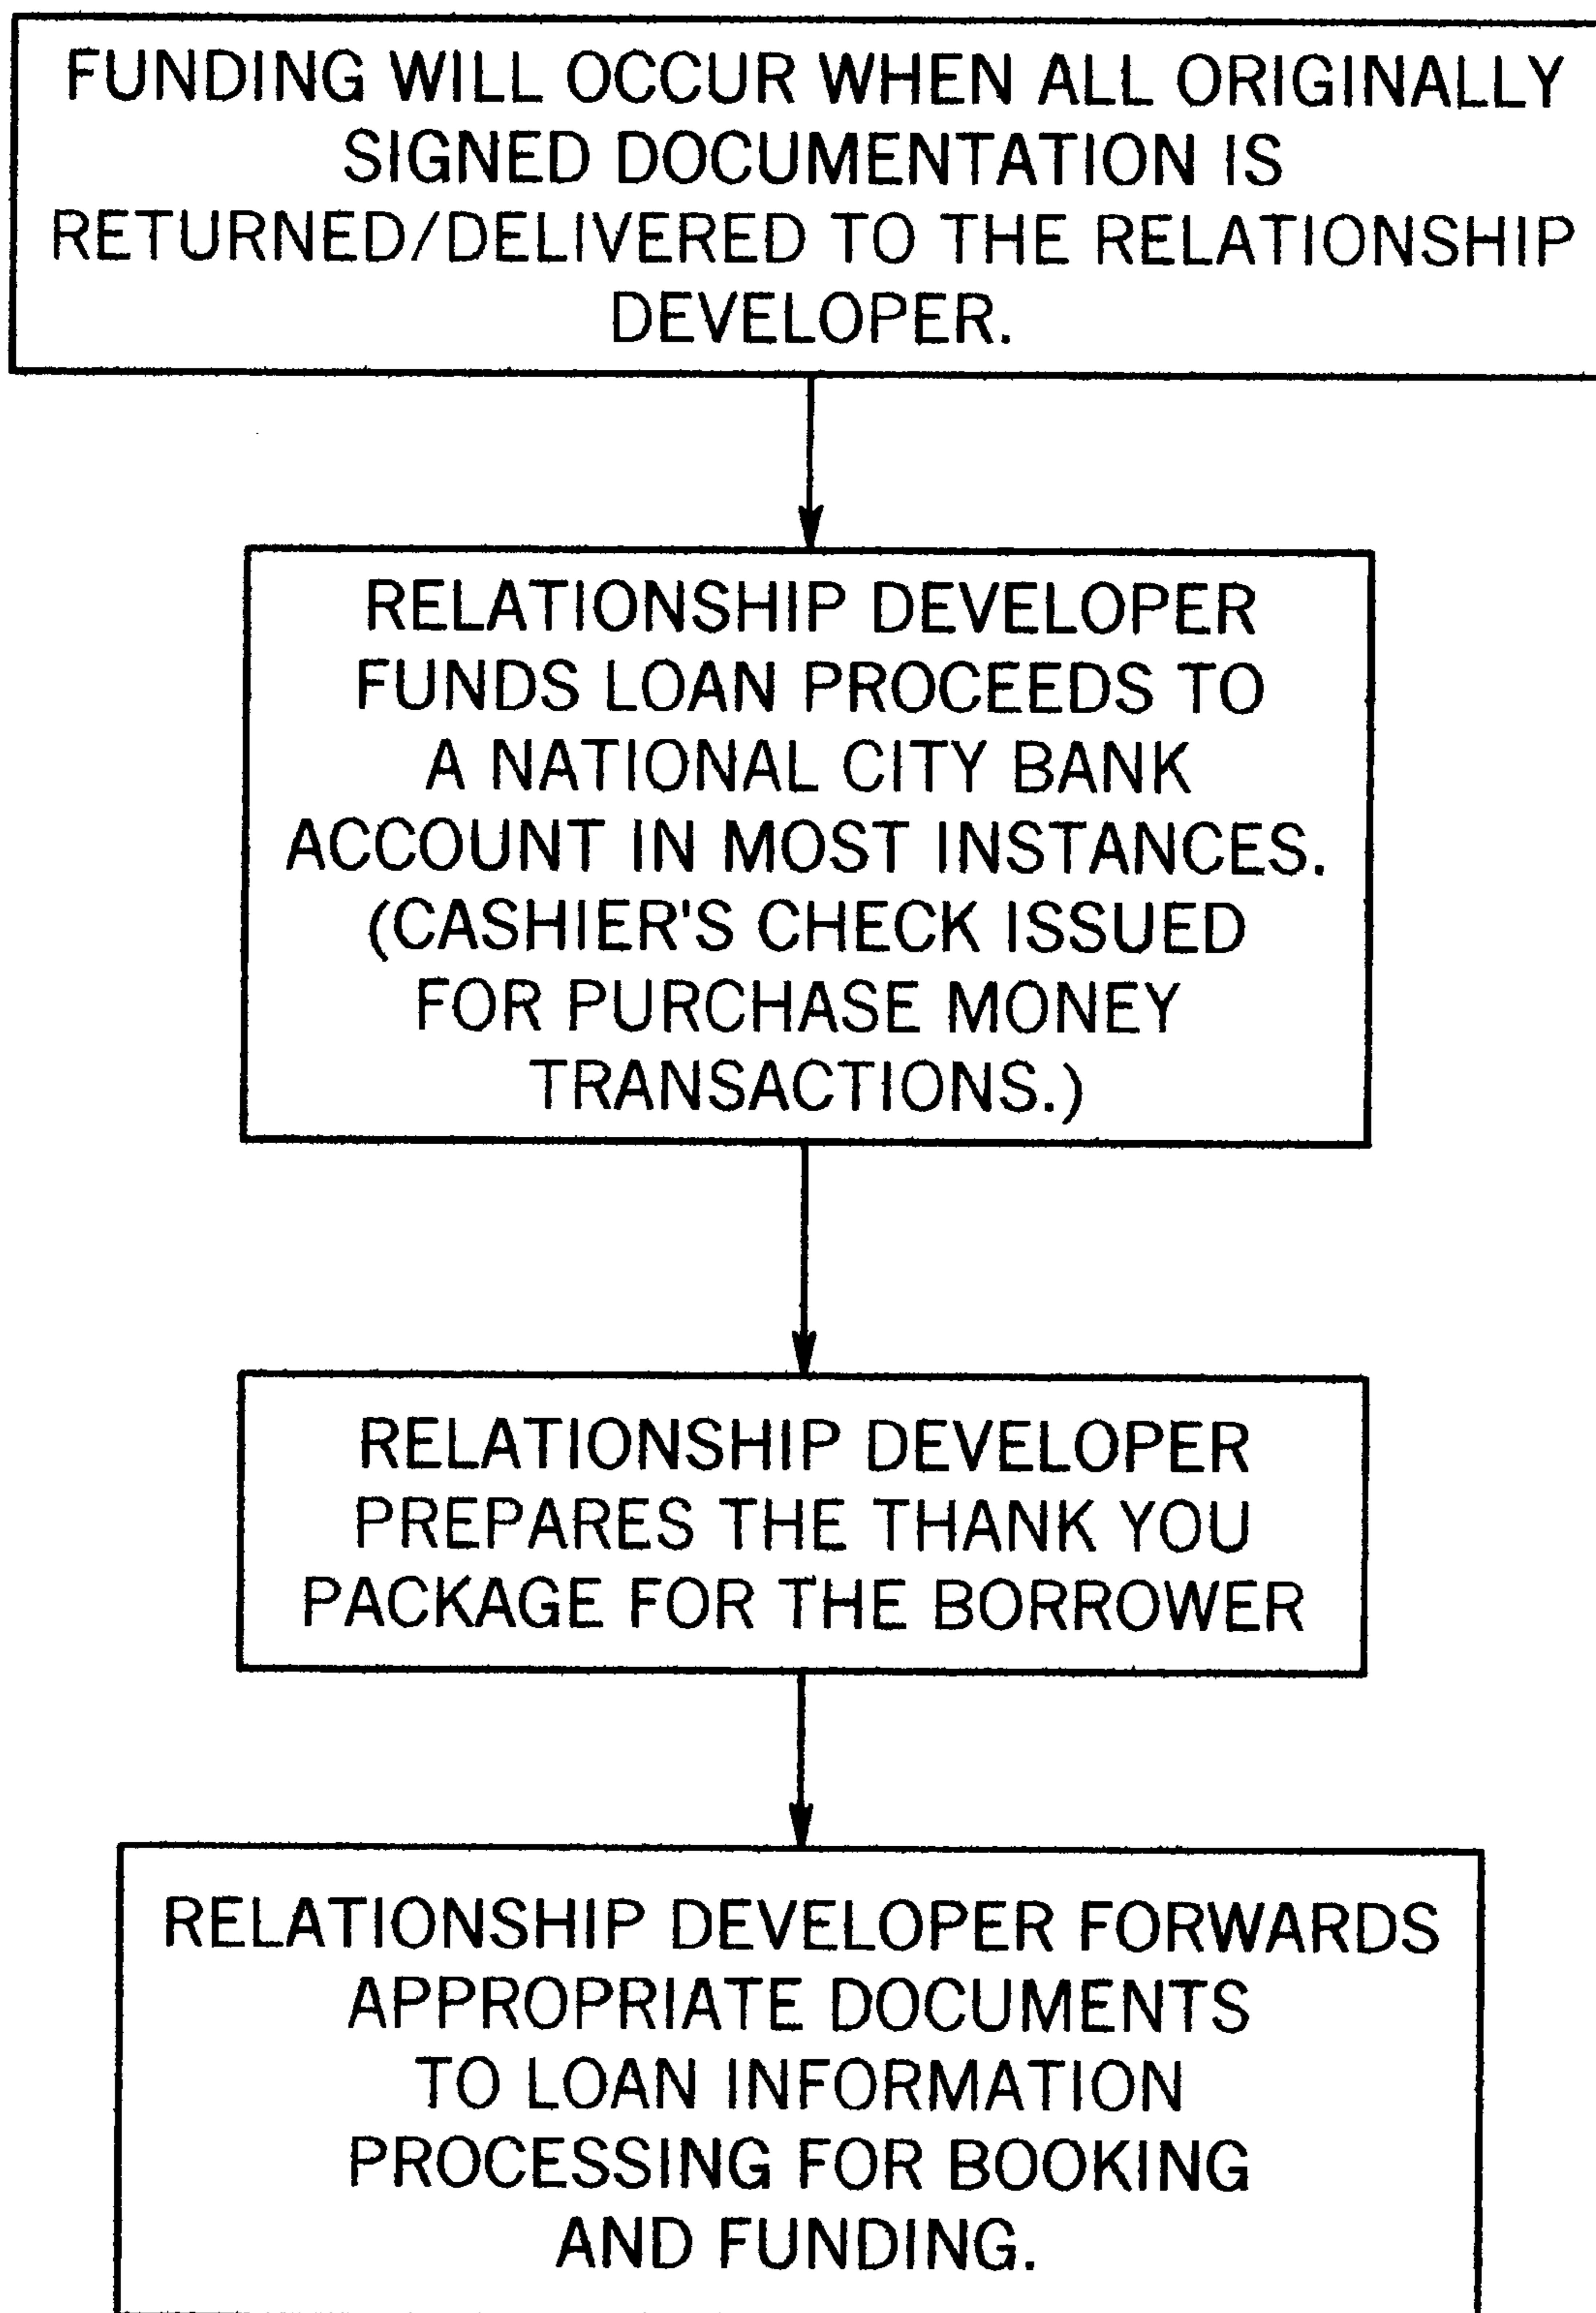 FUNDING WILL OCCUR WHEN ALL ORIGINALLY
SIGNED DOCUMENTATION IS
RETURNED/DELIVERED TO THE RELATIONSHIP
DEVELOPER.
RELATIONSHIP DEVELOPER
FUNDS LOAN PROCEEDS TO
A NATIONAL CITY BANK
ACCOUNT IN MOST INSTANCES.
(CASHIER'S CHECK ISSUED
FOR PURCHASE MONEY
TRANSACTIONS.)
RELATIONSHIP DEVELOPER
PREPARES THE THANK YOU
PACKAGE FOR THE BORROWER
RELATIONSHIP DEVELOPER FORWARDS
APPROPRIATE DOCUMENTS
TO LOAN INFORMATION
PROCESSING FOR BOOKING
AND FUNDING.